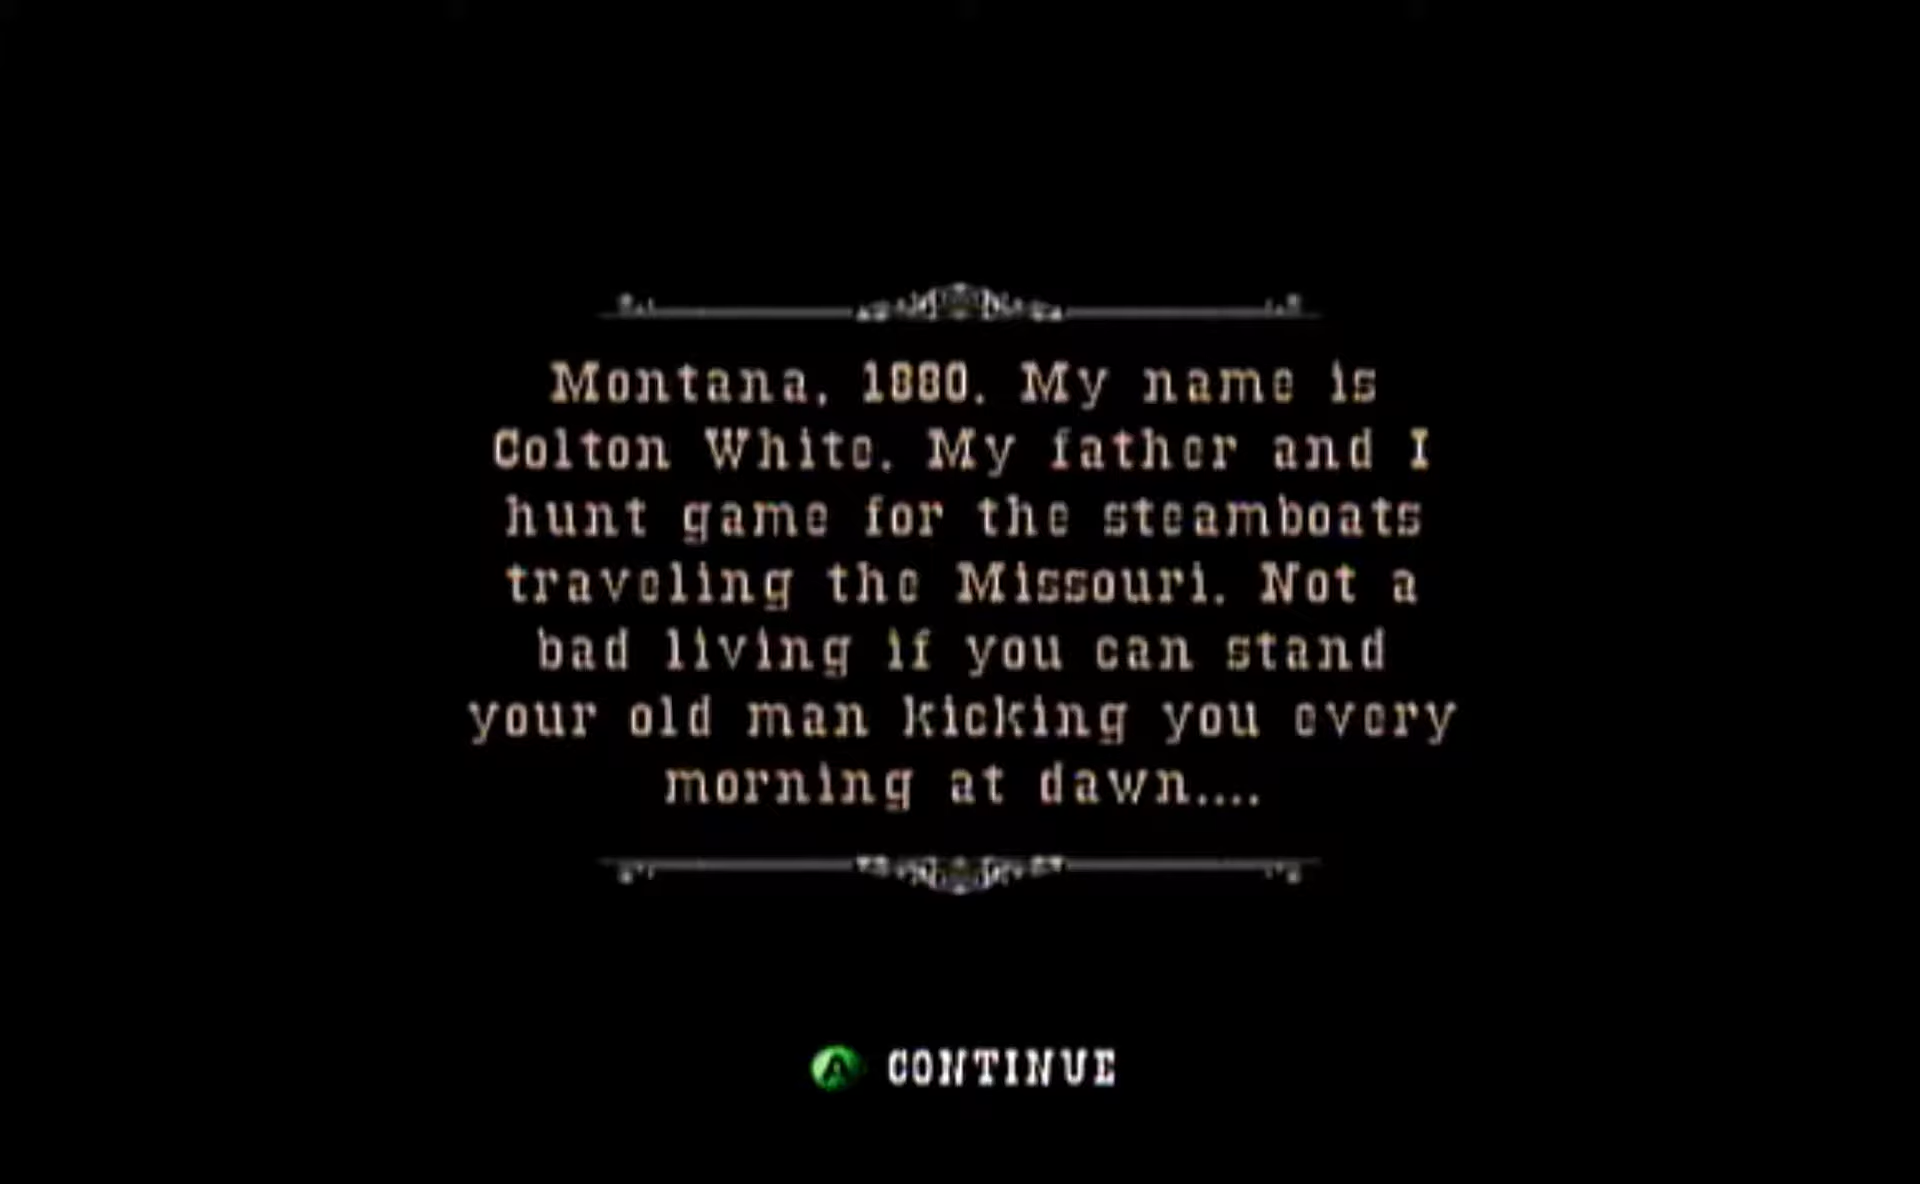 Montana, 1880. My name is
Colton White. My father and I
hunt game for the steamboats
traveling the Missouri. Not a
bad living if you can stand
your old man kicking you every
morning at dawn....
A CONTINUE